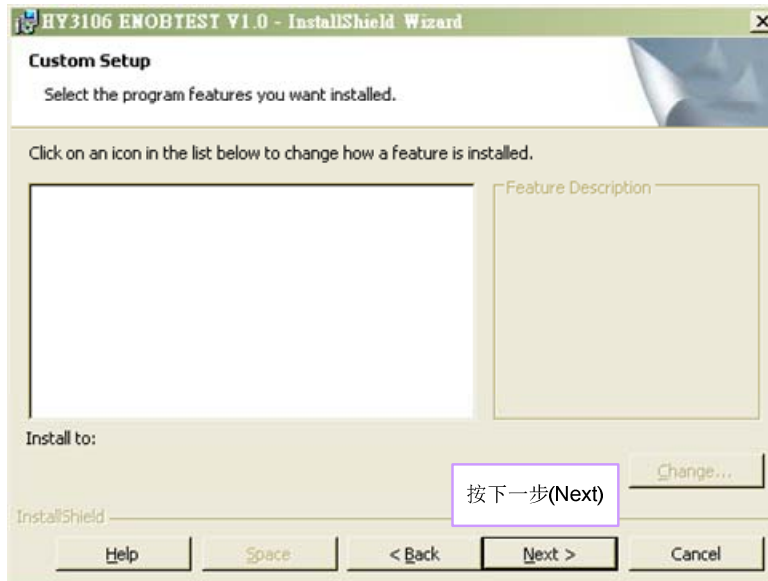 HY3106 ENOBTEST V1.0 - InstallShield Wizard
Custom Setup
Select the program features you want installed.
Click on an icon in the list below to change how a feature is installed.
Feature Description
Install to:
Change...
按下一步(Next)
InstallShield
Help
Space
< Back
Next >
Cancel